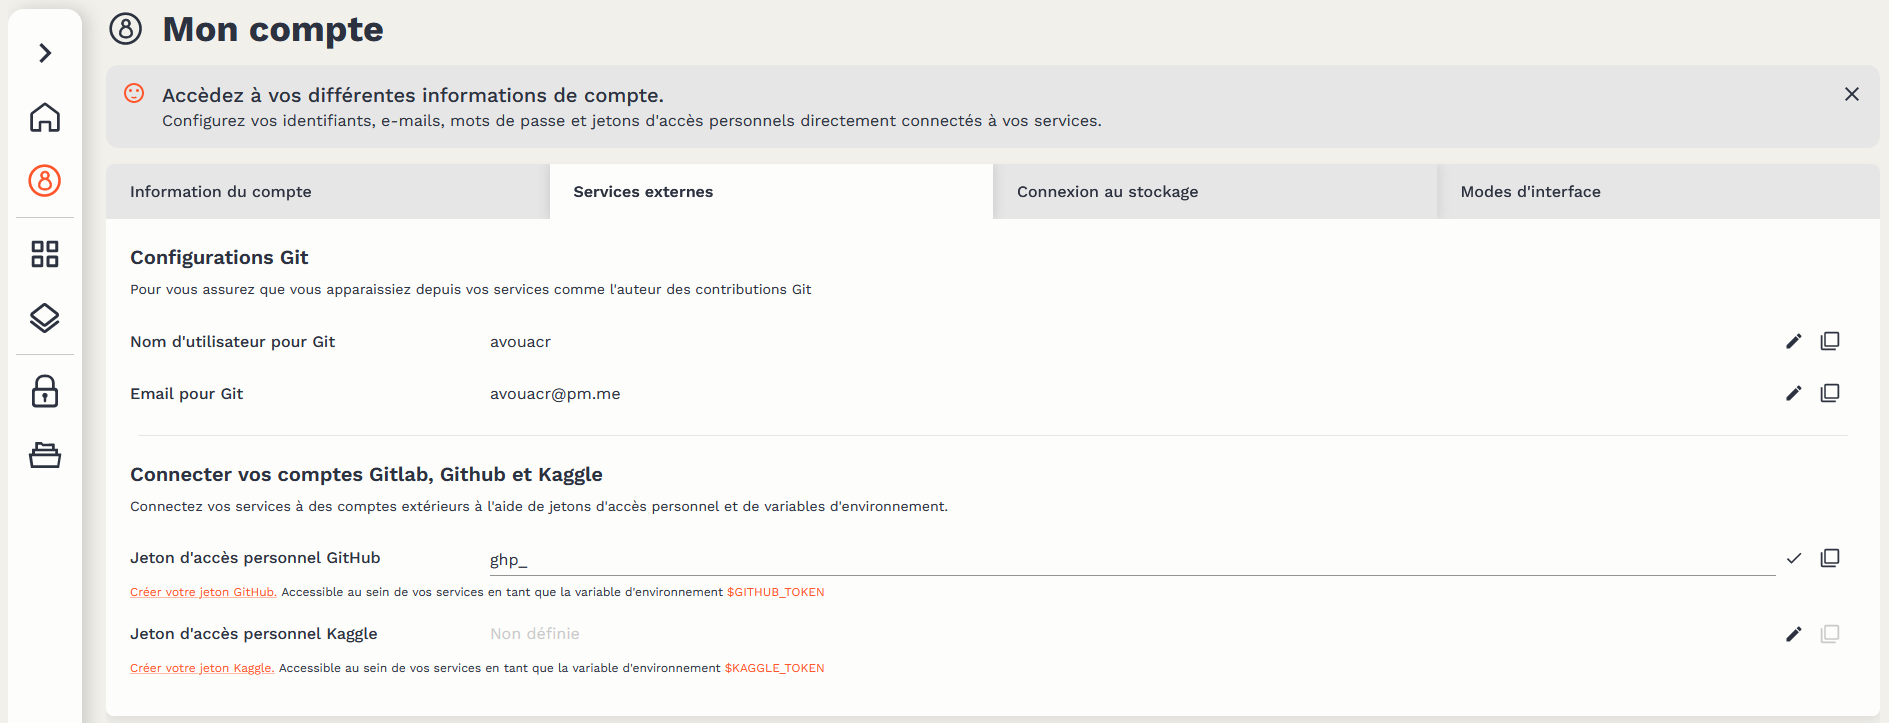 Mon compte
Accèdez à vos différentes informations de compte.
Configurez vos identifiants, e-mails, mots de passe et jetons d'accès personnels directement connectés à vos services.
Information du compte
Services externes
Connexion au stockage
Modes d'interface
Configurations Git
Pour vous assurez que vous apparaissiez depuis vos services comme l'auteur des contributions Git
Nom d'utilisateur pour Git
avouacr
Email pour Git
avouacr@pm.me
Connecter vos comptes Gitlab, Github et Kaggle
Connectez vos services à des comptes extérieurs à l'aide de jetons d'accès personnel et de variables d'environnement.
Jeton d'accès personnel GitHub
ghp_
Créer votre jeton GitHub. Accessible au sein de vos services en tant que la variable d'environnement $GITHUB_TOKEN
Jeton d'accès personnel Kaggle
Non définie
Créer votre jeton Kaggle. Accessible au sein de vos services en tant que la variable d'environnement $KAGGLE_TOKEN